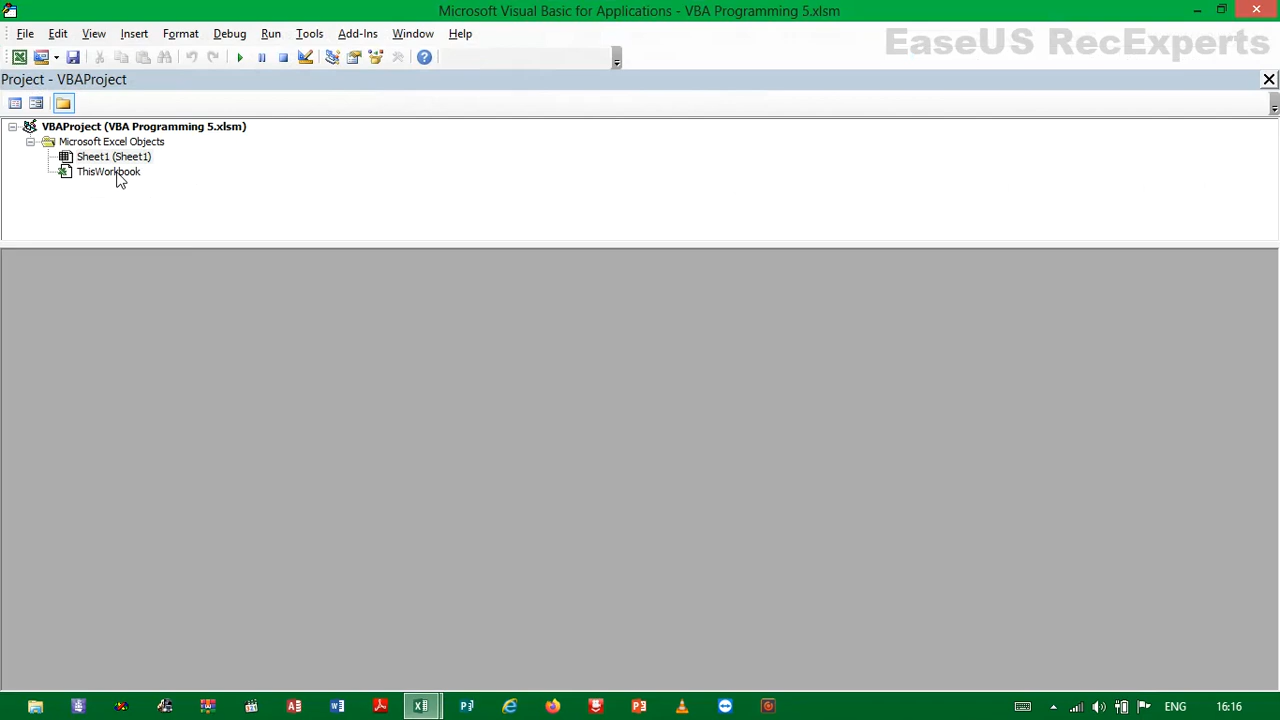 Microsoft Visual Basic for Applications - VBA Programming 5.xlsm
File Edit View Insert Format Debug Run Tools Add-Ins Window Help
EaseUS RecExperts
Project - VBAProject
VBAProject (VBA Programming 5.xlsm)
Microsoft Excel Objects
Sheet1 (Sheet1)
ThisWorkbook
ENG 16:16